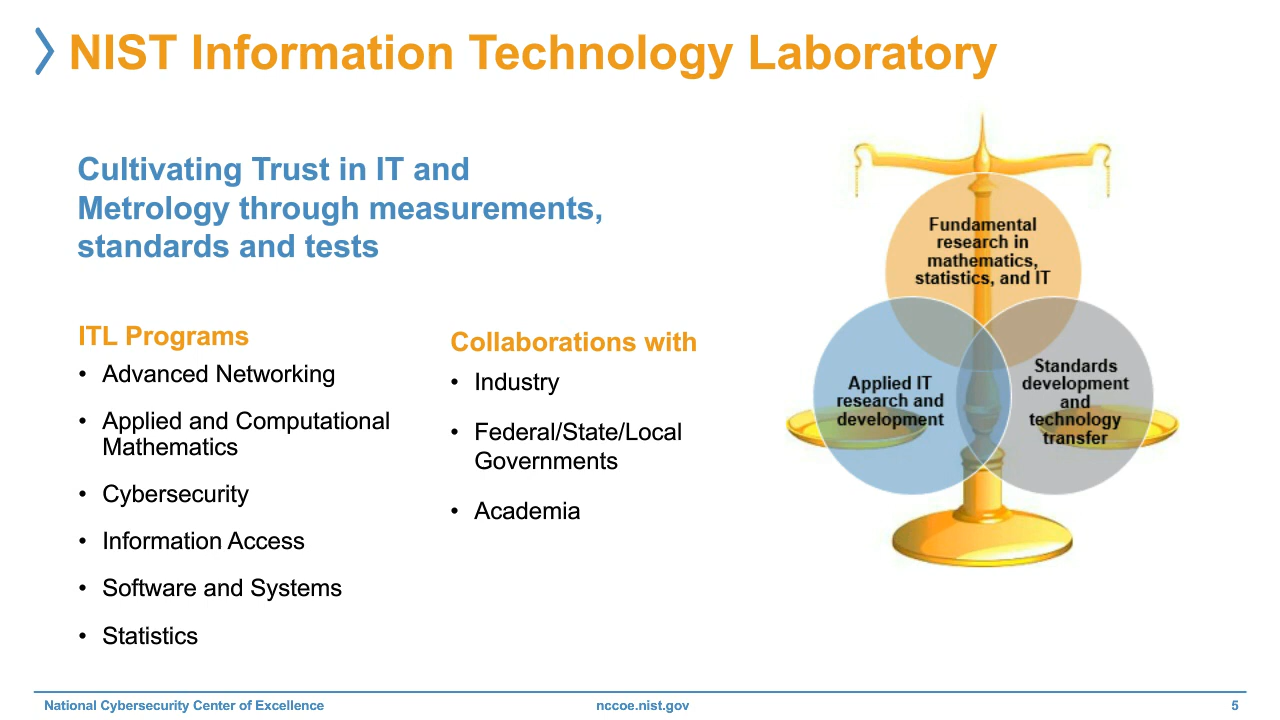 NIST Information Technology Laboratory
Cultivating Trust in IT and
Metrology through measurements,
standards and tests
ITL Programs
• Advanced Networking
• Applied and Computational
Mathematics
• Cybersecurity
• Information Access
• Software and Systems
• Statistics
Collaborations with
• Industry
• Federal/State/Local
Governments
• Academia
Fundamental
research in
mathematics,
statistics, and IT
Applied IT
research and
development
Standards
development
and
technology
transfer
National Cybersecurity Center of Excellence
nccoe.nist.gov
5